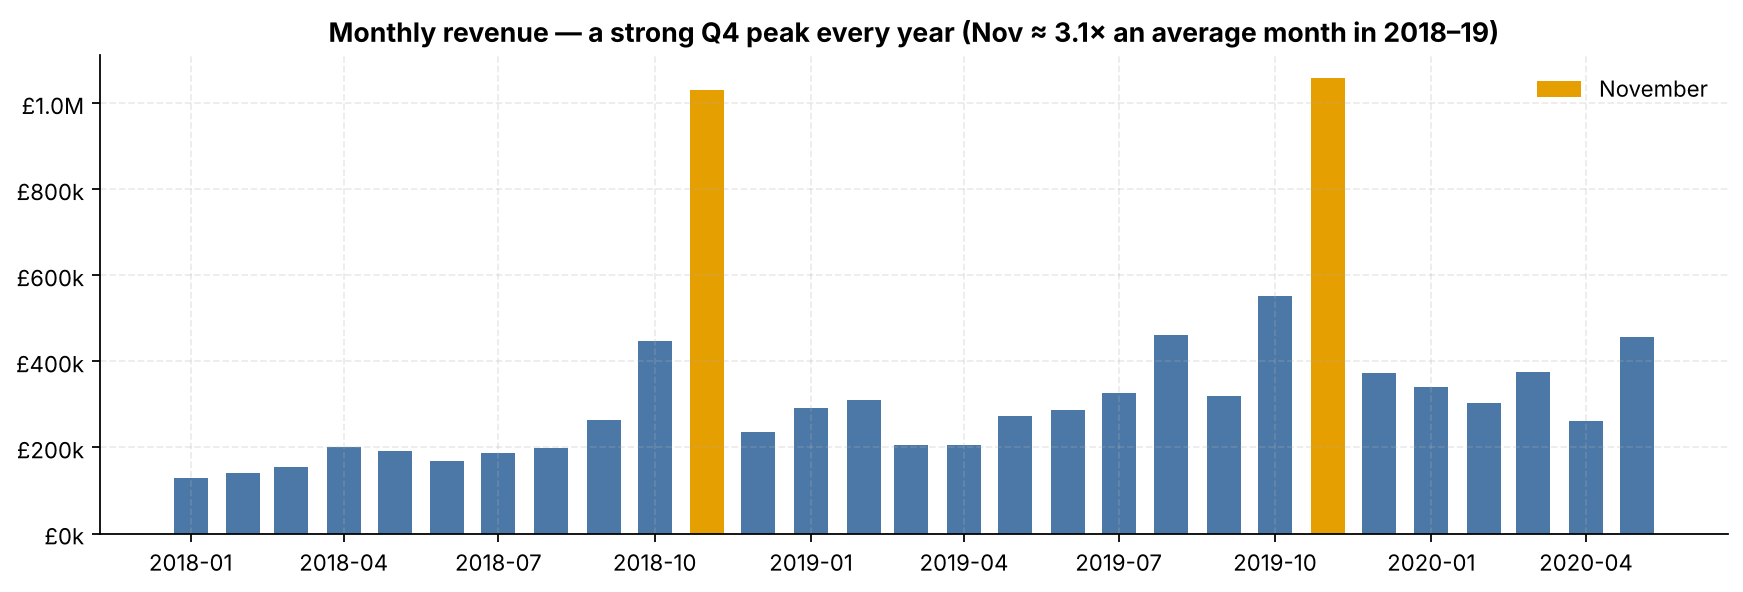 Monthly revenue — a strong Q4 peak every year (Nov ≈ 3.1× an average month in 2018–19)
November
£1.0M
£800k
£600k
£400k
£200k
£0k
2018-01 2018-04 2018-07 2018-10 2019-01 2019-04 2019-07 2019-10 2020-01 2020-04